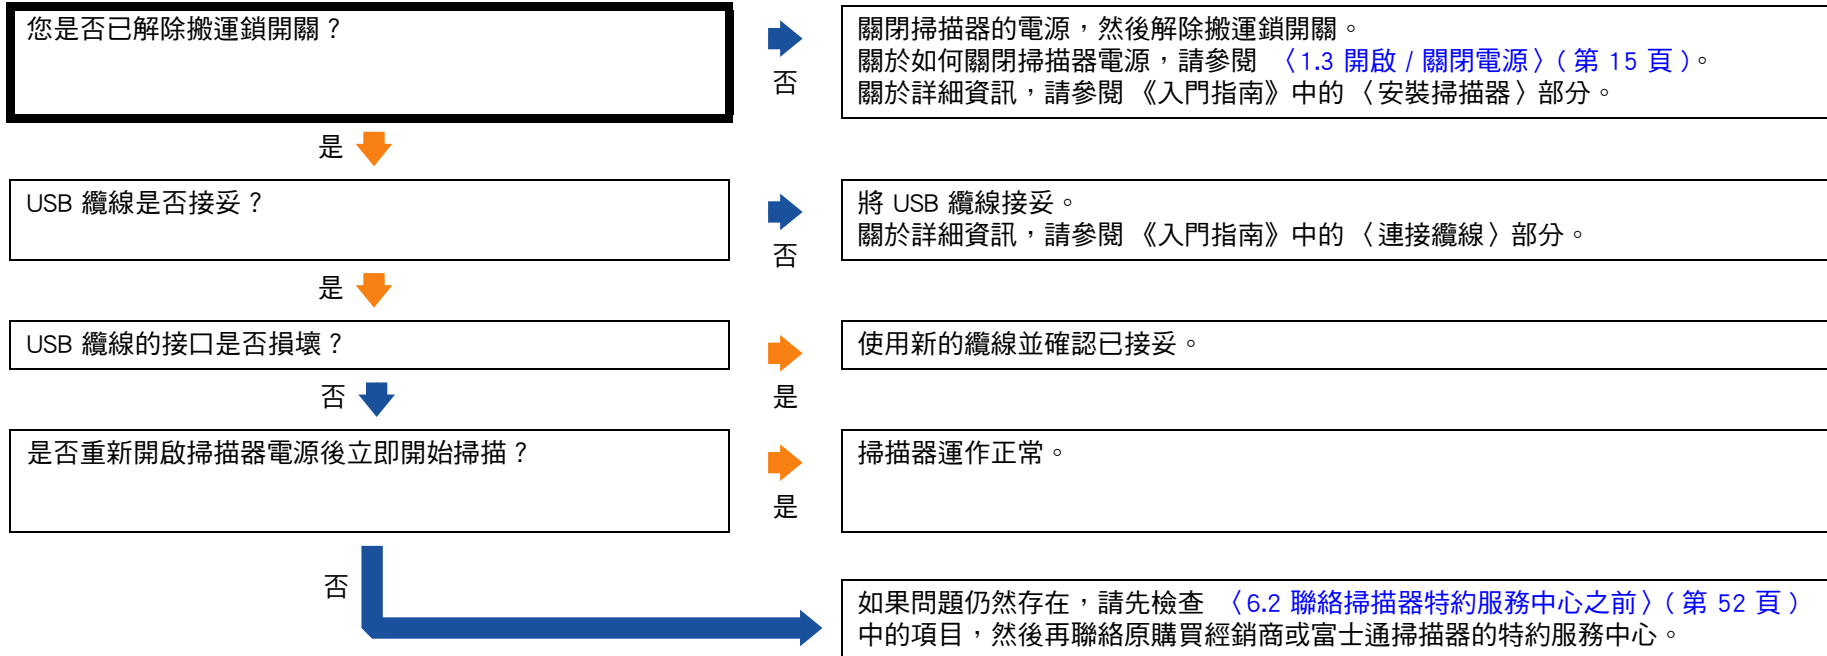 您是否已解除搬運鎖開關？
否
關閉掃描器的電源，然後解除搬運鎖開關。
關於如何關閉掃描器電源，請參閱 〈1.3 開啟 / 關閉電源〉( 第 15 頁 )。
關於詳細資訊，請參閱 《入門指南》中的 〈安裝掃描器〉部分。
是
USB 纜線是否接妥？
否
將 USB 纜線接妥。
關於詳細資訊，請參閱 《入門指南》中的 〈連接纜線〉部分。
是
USB 纜線的接口是否損壞？
是
使用新的纜線並確認已接妥。
否
是否重新開啟掃描器電源後立即開始掃描？
是
掃描器運作正常。
否
如果問題仍然存在，請先檢查 〈6.2 聯絡掃描器特約服務中心之前〉( 第 52 頁 )
中的項目，然後再聯絡原購買經銷商或富士通掃描器的特約服務中心。